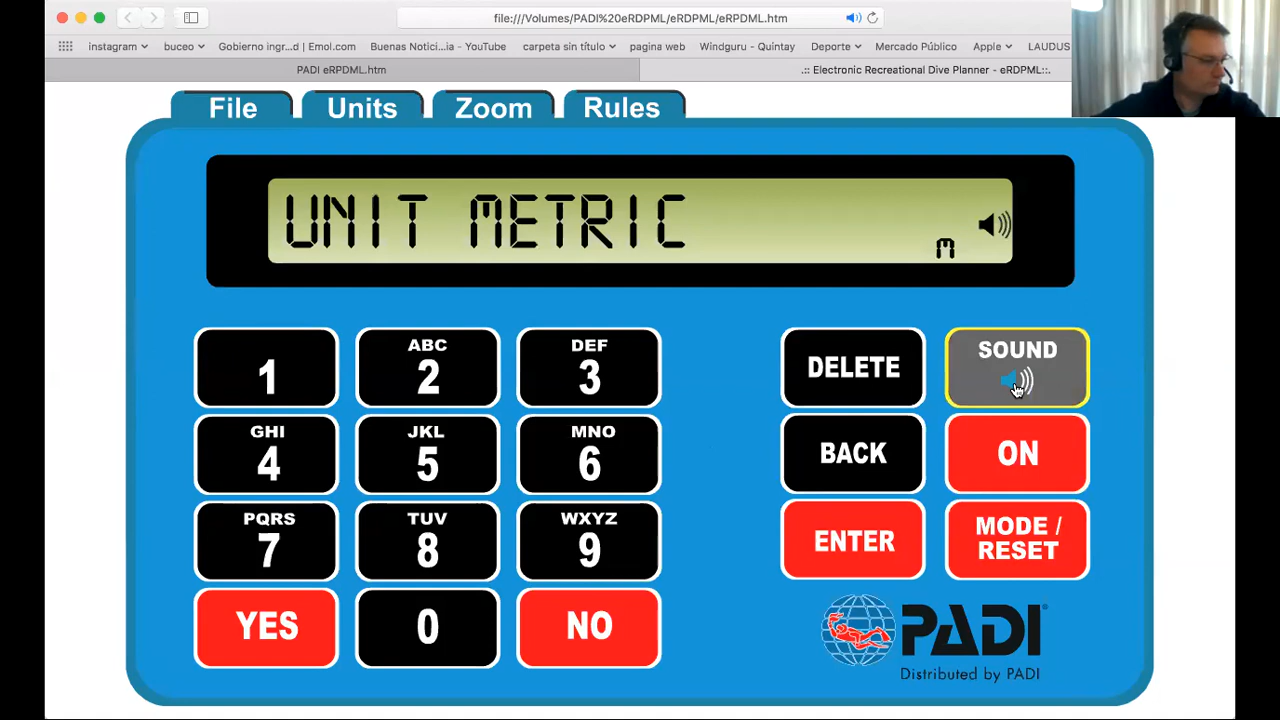 file:///Volumes/PADI%20eRDPML/eRDPML/eRPDML.htm
instagram buceo Gobierno ingr...d | Emol.com Buenas Notici...ia - YouTube carpeta sin título pagina web Windguru - Quintay Deporte Mercado Público Apple LAUDUS
PADI eRPDML.htm .:: Electronic Recreational Dive Planner - eRDPML::.
File Units Zoom Rules
UNIT METRIC
m
1
ABC
2
DEF
3
DELETE
SOUND
GHI
4
JKL
5
MNO
6
BACK
ON
PQRS
7
TUV
8
WXYZ
9
ENTER
MODE /
RESET
YES
0
NO
PADI
Distributed by PADI